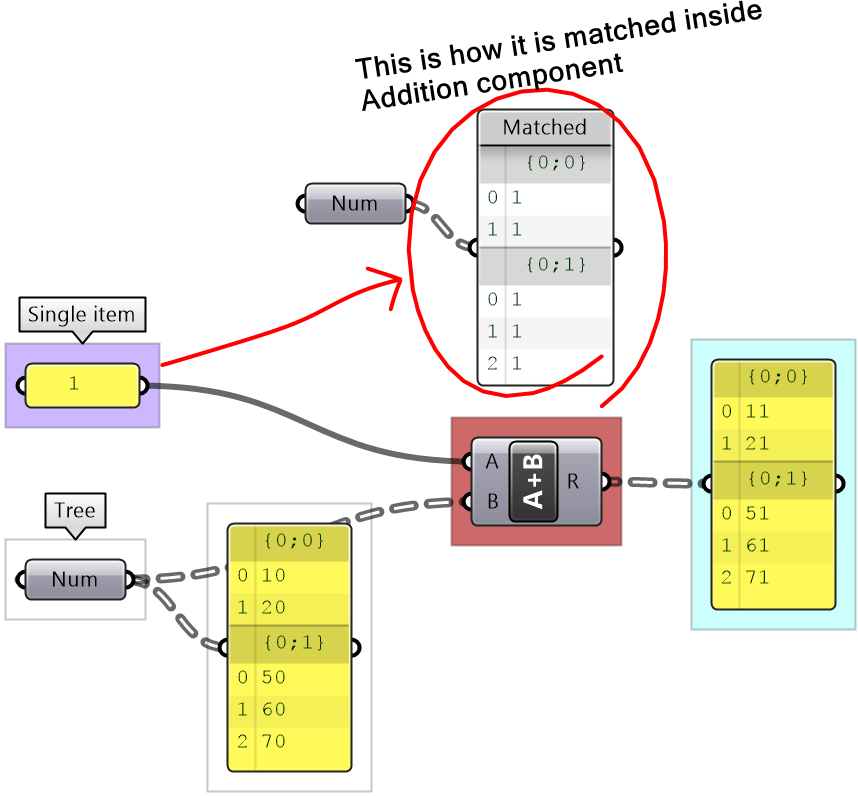 This is how it is matched inside
Addition component
Matched
{0;0}
0 1
1 1
{0;1}
0 1
1 1
2 1
Num
Single item
1
A
B
A+B
R
{0;0}
0 11
1 21
{0;1}
0 51
1 61
2 71
Tree
Num
{0;0}
0 10
1 20
{0;1}
0 50
1 60
2 70